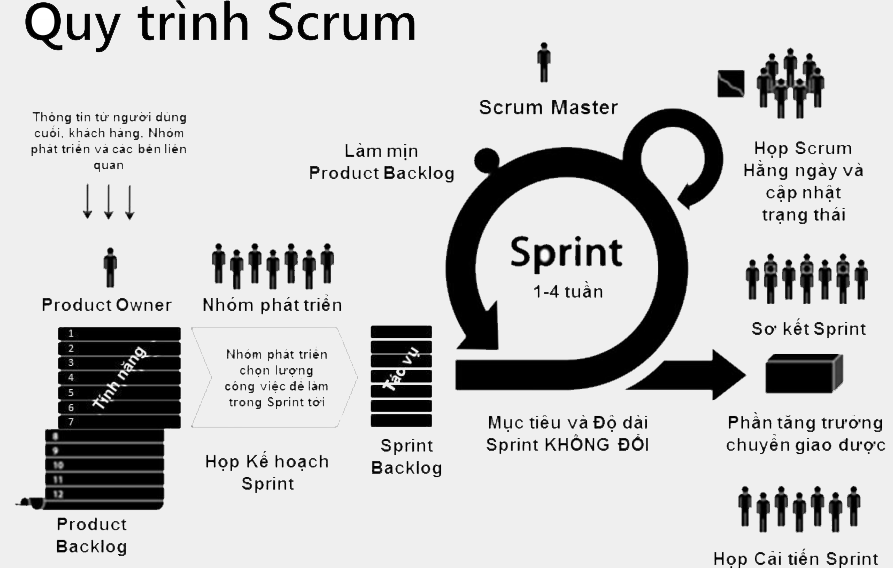 Quy trình Scrum
Thông tin từ người dùng
cuối, khách hàng, Nhóm
phát triển và các bên liên
quan
Product Owner
Nhóm phát triển
1
2
3
4
5
6
7
8
9
10
11
12
Tính năng
Product
Backlog
Nhóm phát triển
chọn lượng
công việc để làm
trong Sprint tới
Họp Kế hoạch
Sprint
Tác vụ
Sprint
Backlog
Làm mịn
Product Backlog
Scrum Master
Sprint
1-4 tuần
Mục tiêu và Độ dài
Sprint KHÔNG ĐỔI
Họp Scrum
Hằng ngày và
cập nhật
trạng thái
Sơ kết Sprint
Phần tăng trưởng
chuyển giao được
Họp Cải tiến Sprint